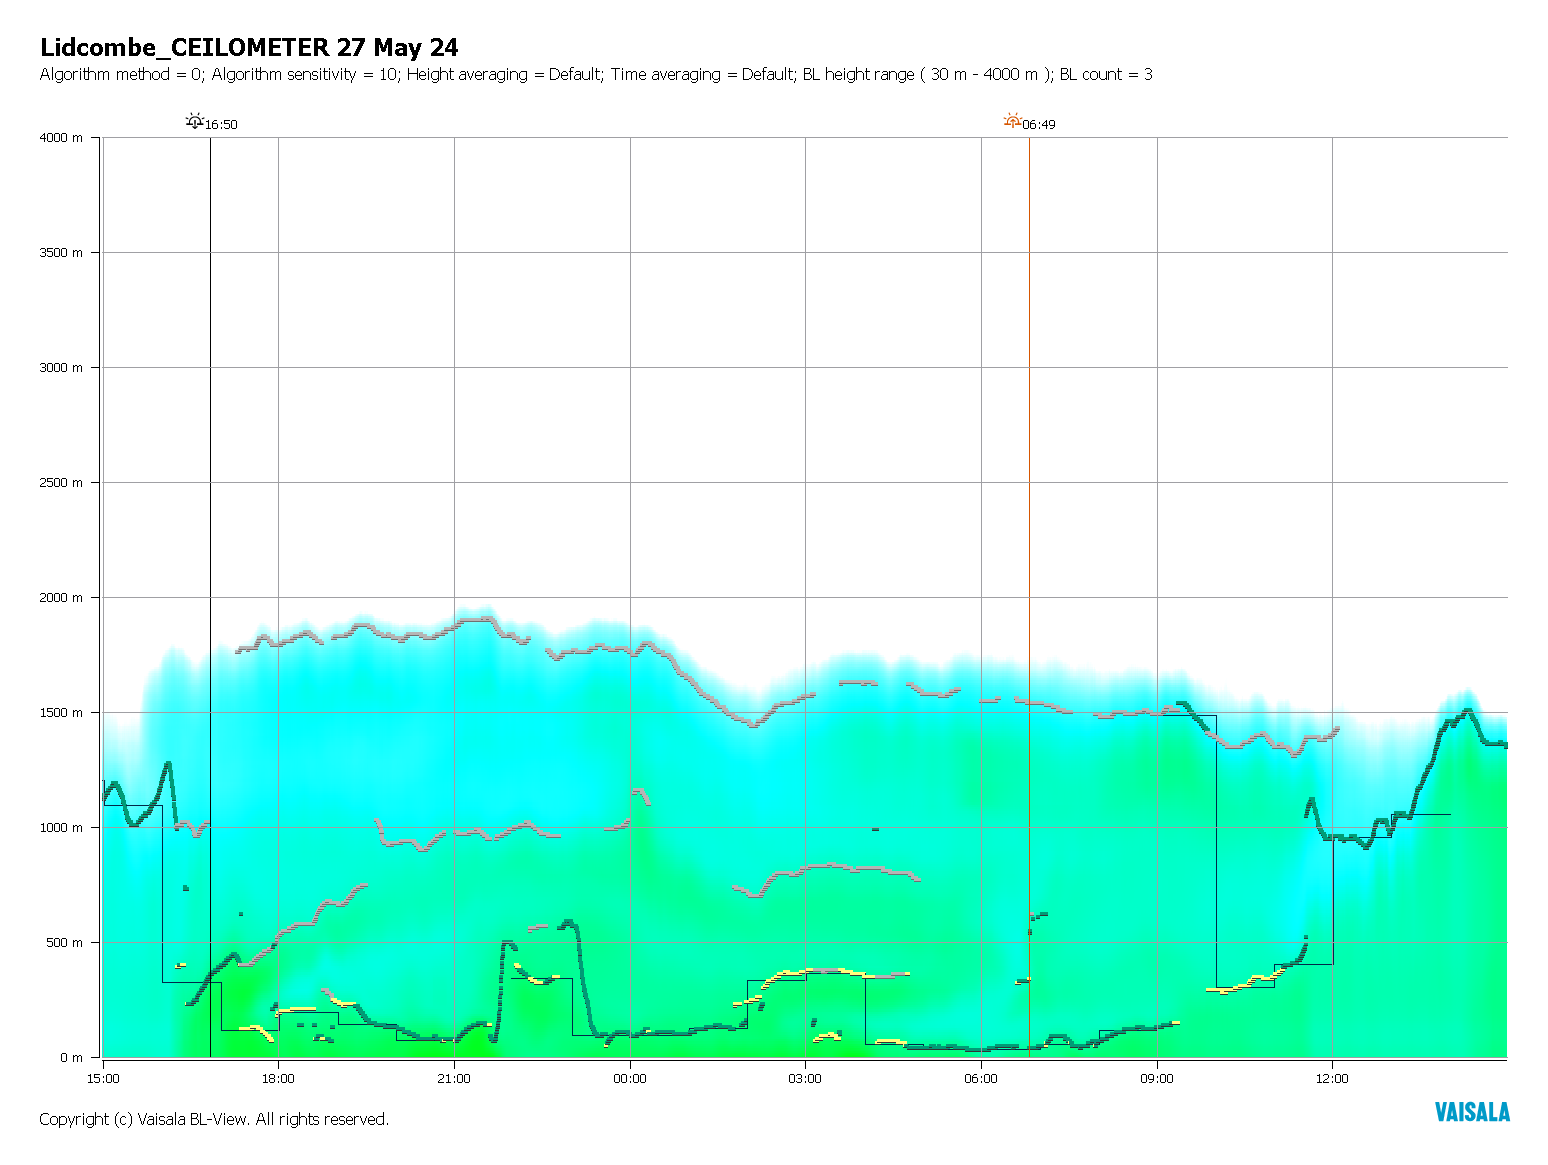 Lidcombe_CEILOMETER 27 May 24
Algorithm method = 0; Algorithm sensitivity = 10; Height averaging = Default; Time averaging = Default; BL height range ( 30 m - 4000 m ); BL count = 3
16:50 06:49
4000 m
3500 m
3000 m
2500 m
2000 m
1500 m
1000 m
500 m
0 m
15:00 18:00 21:00 00:00 03:00 06:00 09:00 12:00
Copyright (c) Vaisala BL-View. All rights reserved.
VAISALA